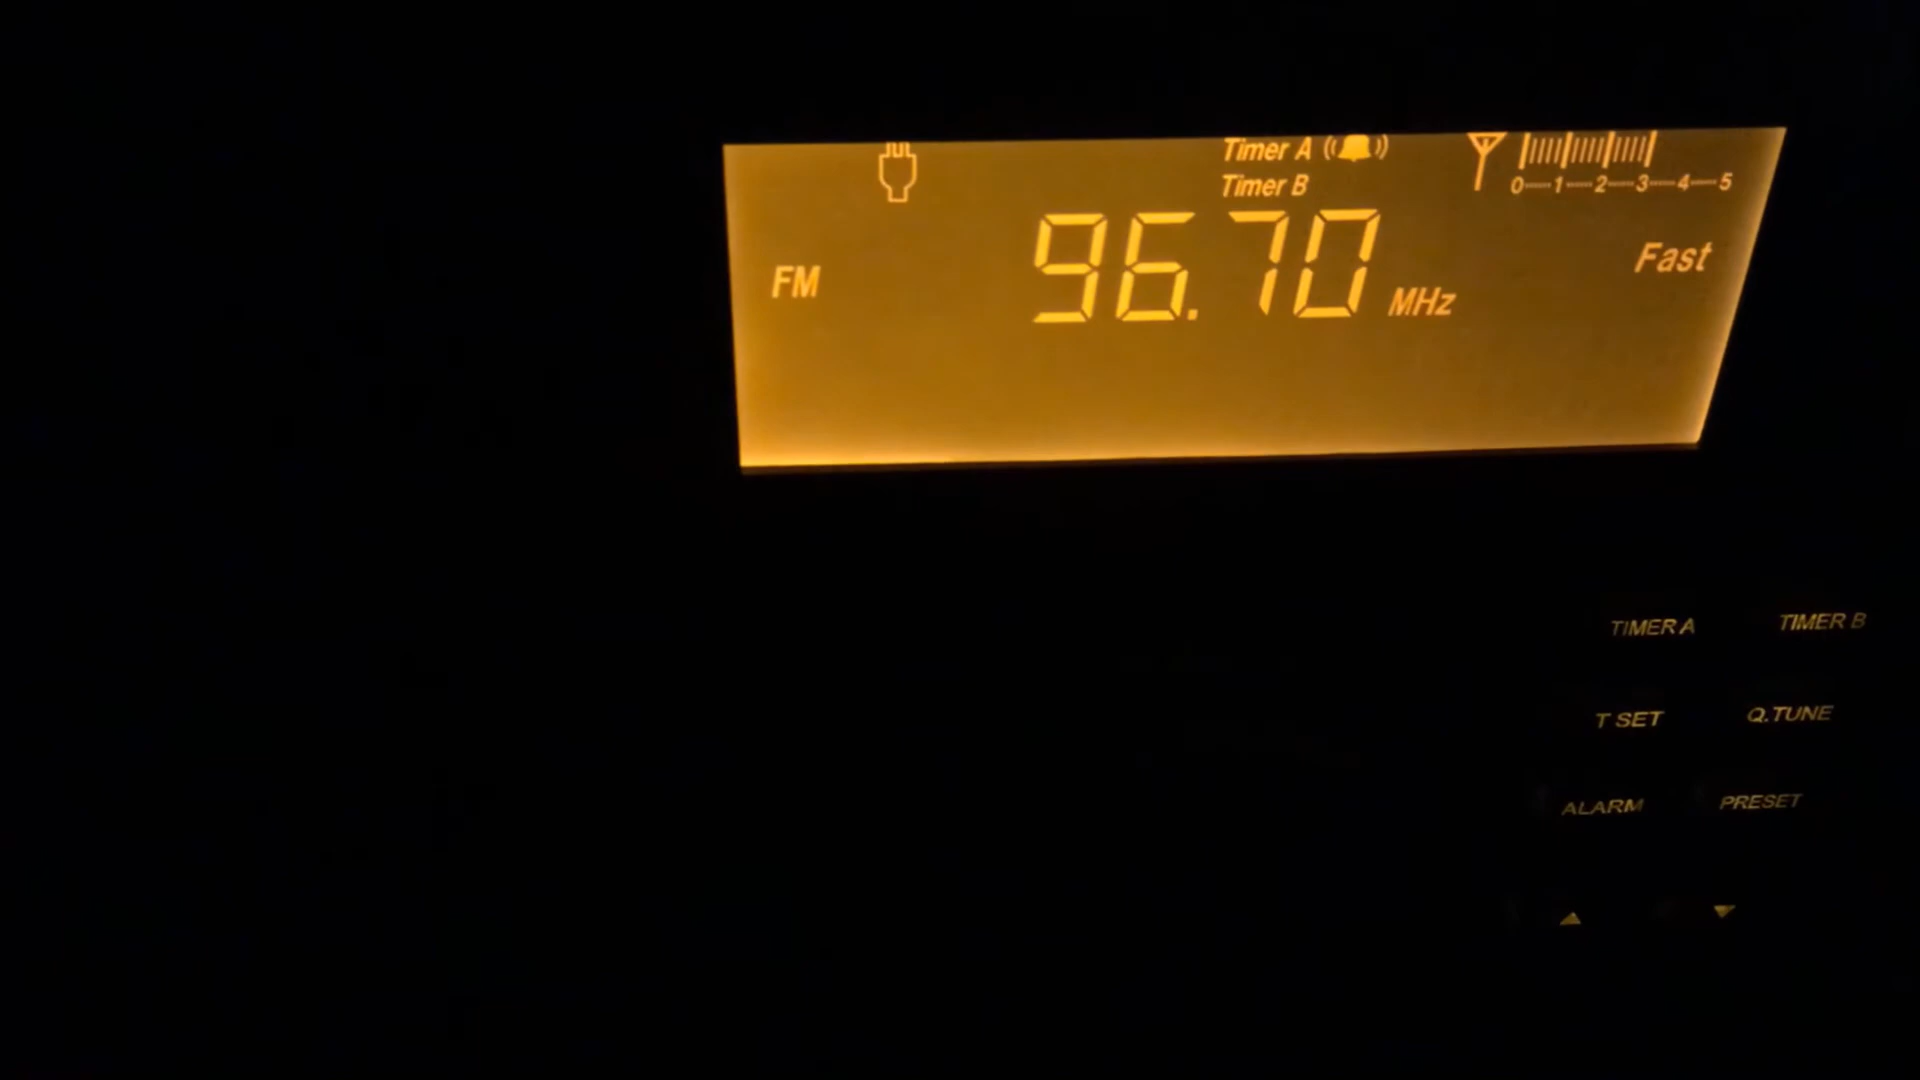 Timer A
Timer B
0 1 2 3 4 5
FM 96.70 MHz Fast
TIMER A TIMER B
T SET Q.TUNE
ALARM PRESET